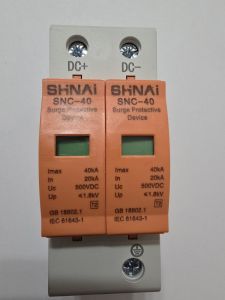 DC+ DC-
SHNAi SHNAi
SNC-40 SNC-40
Surge Protective Surge Protective
Device Device
Imax 40kA Imax 40kA
In 20kA In 20kA
Uc 500VDC Uc 500VDC
Up ≤1.8kV Up ≤1.8kV
T2 T2
GB 18802.1 GB 18802.1
IEC 61643-1 IEC 61643-1